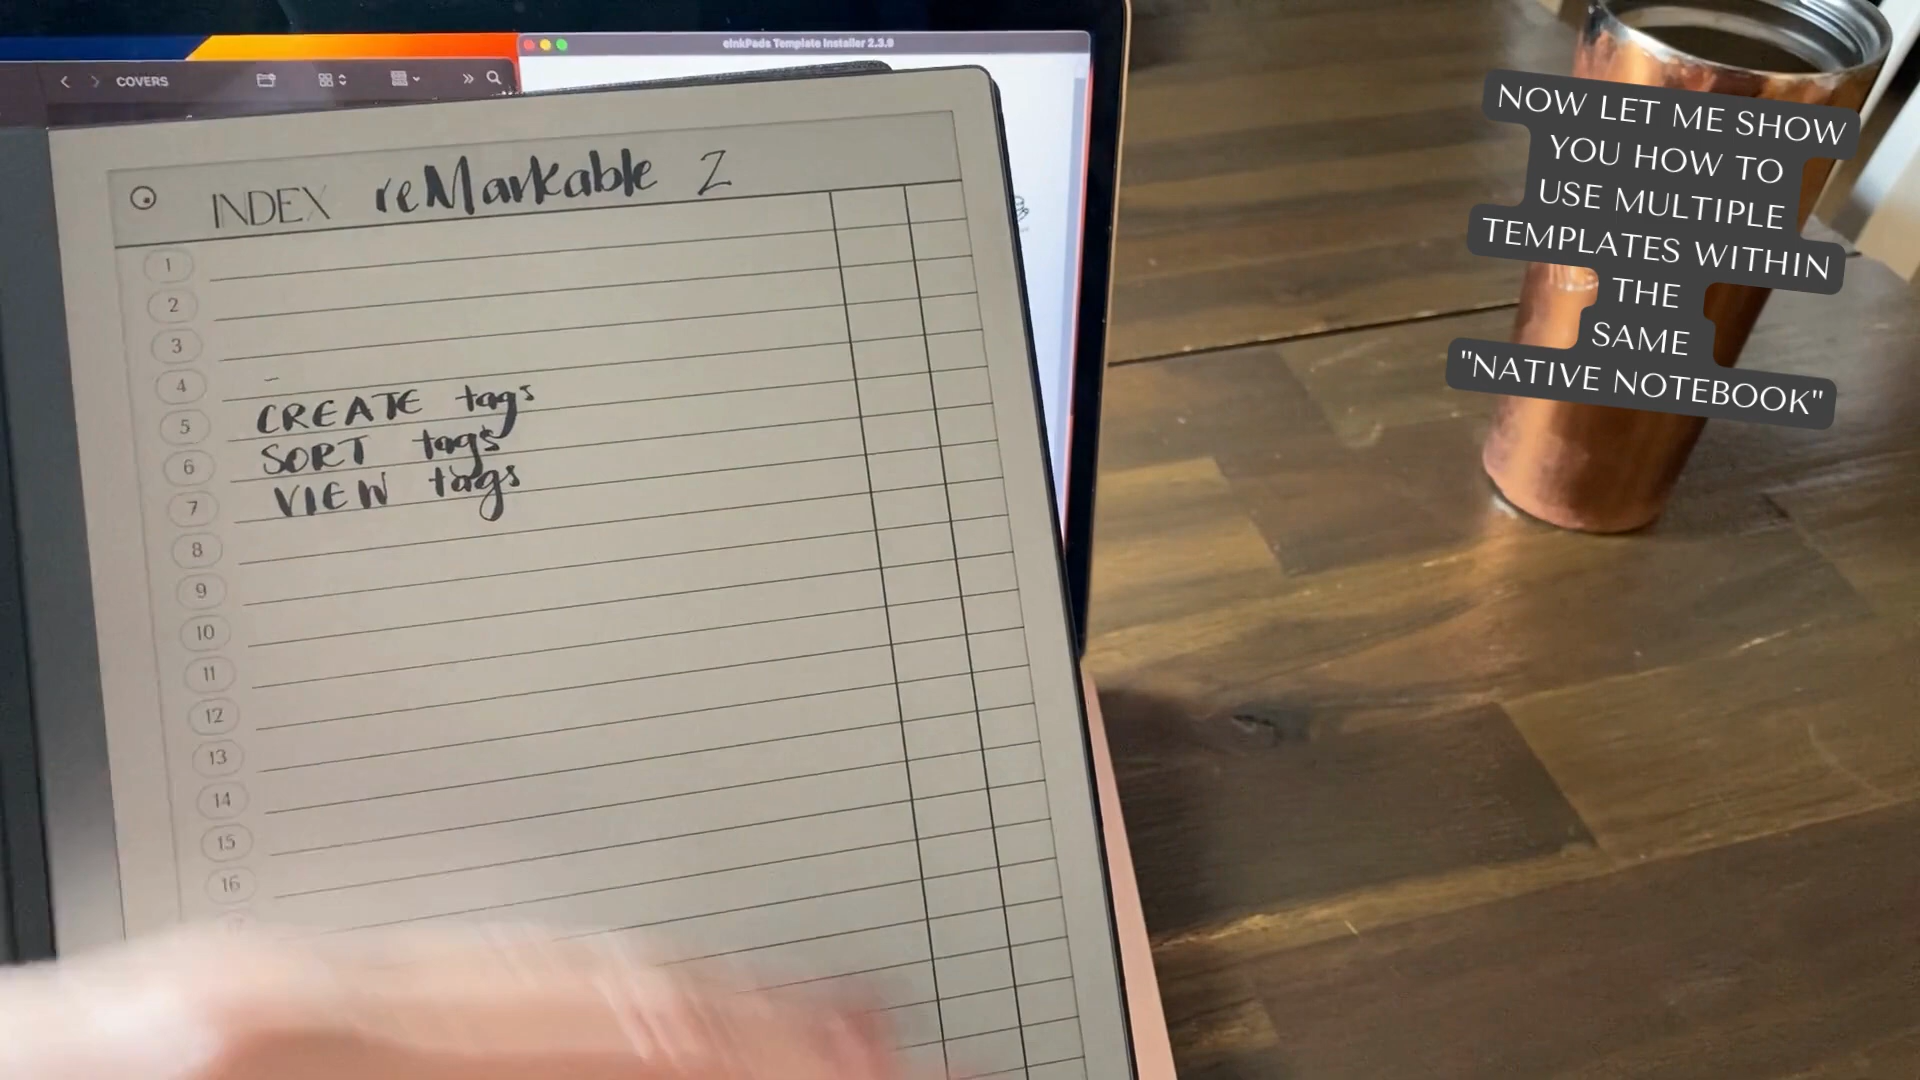 eInkPads Template Installer 2.3.9
COVERS
INDEX reMarkable 2
1
2
3
4
5 CREATE tags
6 SORT tags
7 VIEW tags
8
9
10
11
12
13
14
15
16
17
NOW LET ME SHOW
YOU HOW TO
USE MULTIPLE
TEMPLATES WITHIN
THE
SAME
"NATIVE NOTEBOOK"